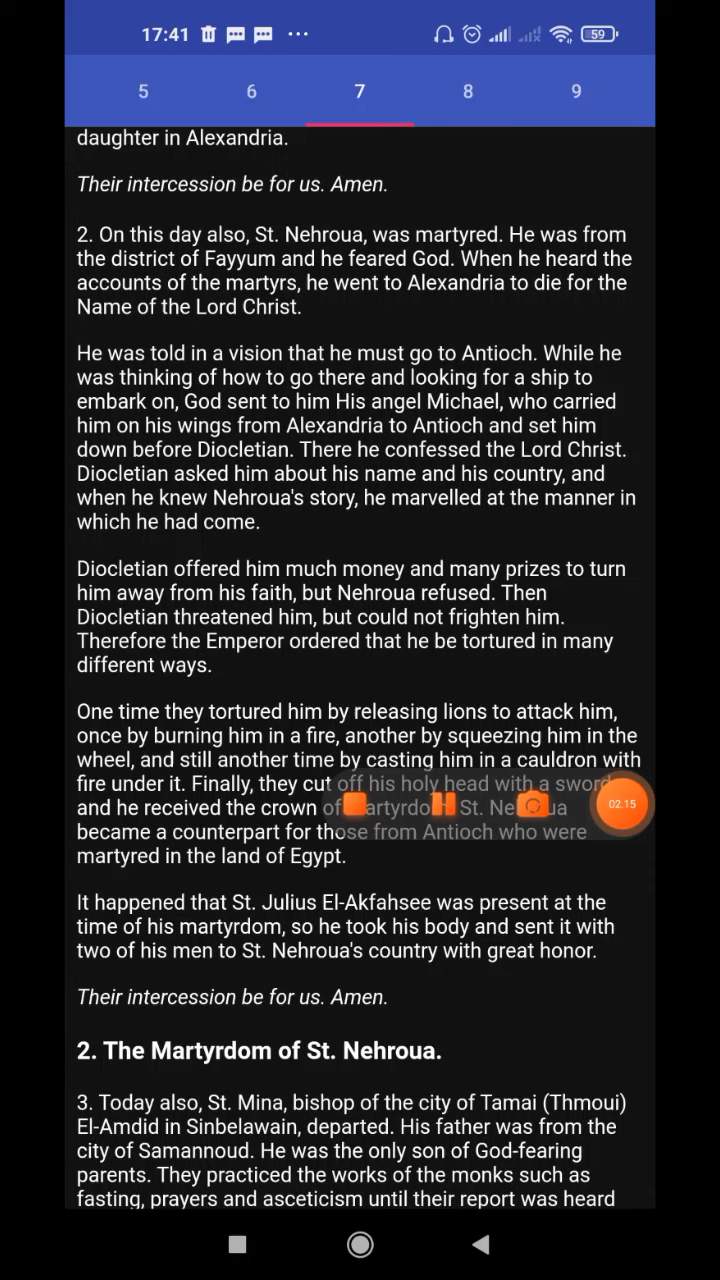 17:41
59
5 6 7 8 9
daughter in Alexandria.
Their intercession be for us. Amen.
2. On this day also, St. Nehroua, was martyred. He was from
the district of Fayyum and he feared God. When he heard the
accounts of the martyrs, he went to Alexandria to die for the
Name of the Lord Christ.
He was told in a vision that he must go to Antioch. While he
was thinking of how to go there and looking for a ship to
embark on, God sent to him His angel Michael, who carried
him on his wings from Alexandria to Antioch and set him
down before Diocletian. There he confessed the Lord Christ.
Diocletian asked him about his name and his country, and
when he knew Nehroua's story, he marvelled at the manner in
which he had come.
Diocletian offered him much money and many prizes to turn
him away from his faith, but Nehroua refused. Then
Diocletian threatened him, but could not frighten him.
Therefore the Emperor ordered that he be tortured in many
different ways.
One time they tortured him by releasing lions to attack him,
once by burning him in a fire, another by squeezing him in the
wheel, and still another time by casting him in a cauldron with
fire under it. Finally, they cut off his holy head with a sword
and he received the crown of St.
02.15
became a counterpart for those from Antioch who were
martyred in the land of Egypt.
It happened that St. Julius El-Akfahsee was present at the
time of his martyrdom, so he took his body and sent it with
two of his men to St. Nehroua's country with great honor.
Their intercession be for us. Amen.
2. The Martyrdom of St. Nehroua.
3. Today also, St. Mina, bishop of the city of Tamai (Thmoui)
El-Amdid in Sinbelawain, departed. His father was from the
city of Samannoud. He was the only son of God-fearing
parents. They practiced the works of the monks such as
fasting, prayers and asceticism until their report was heard